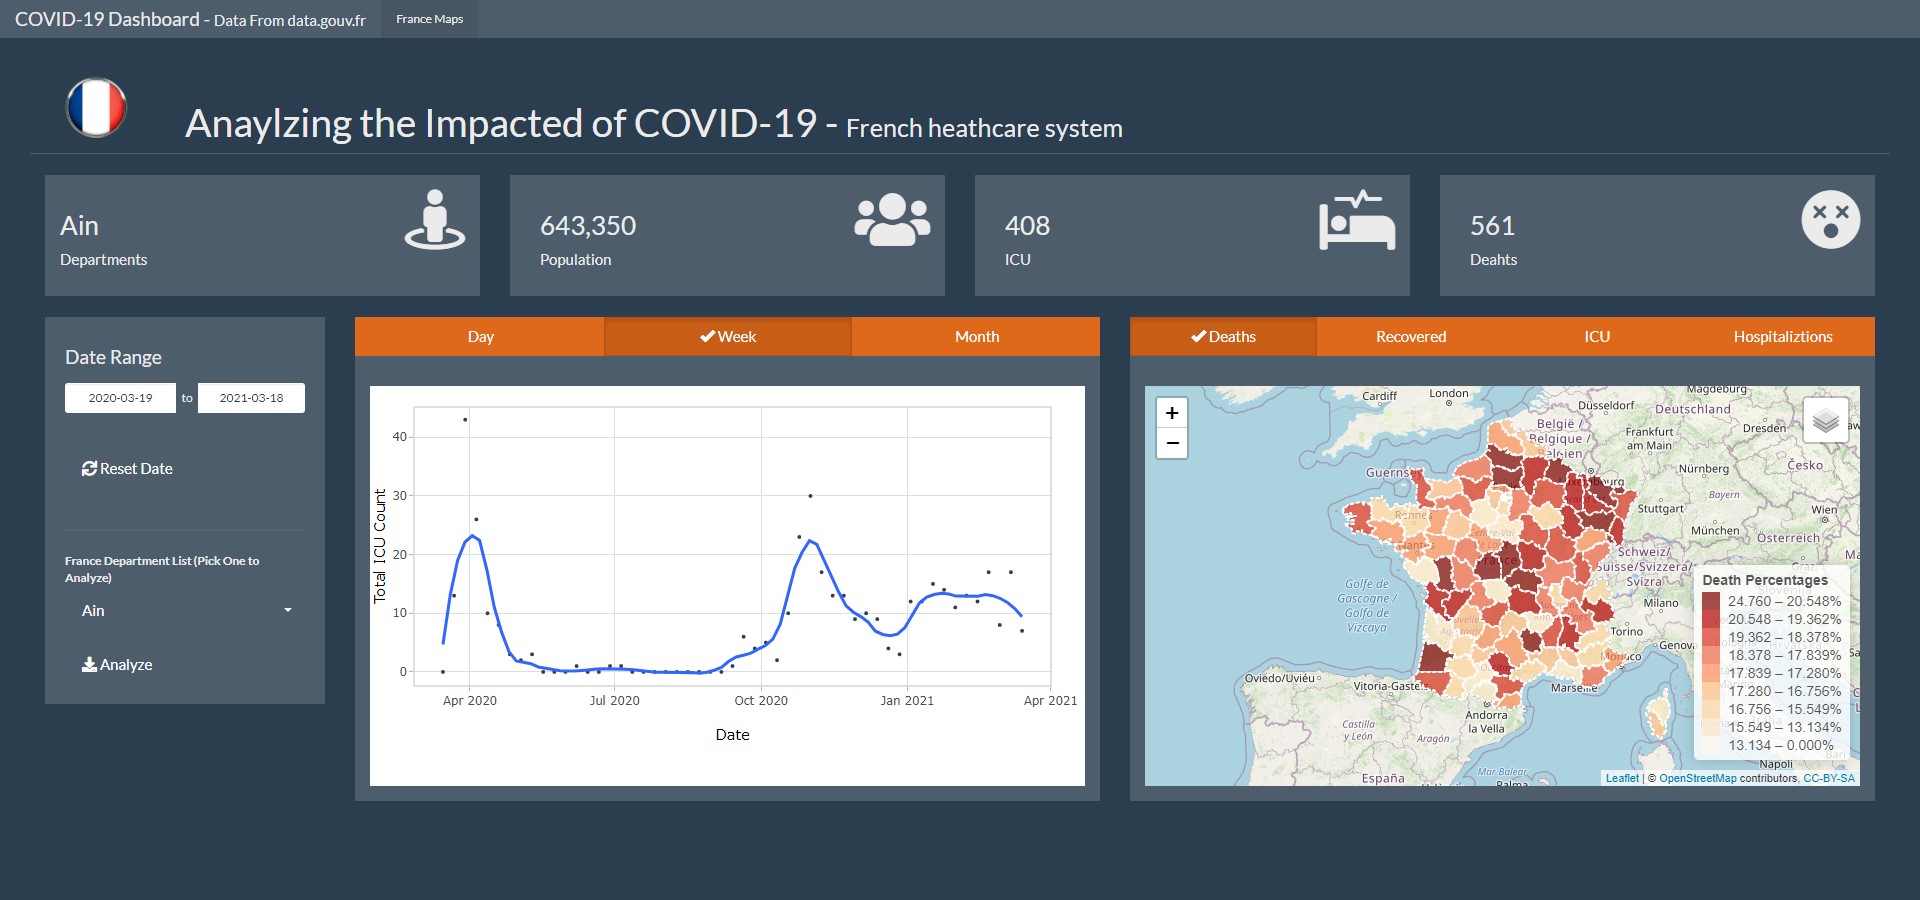 COVID-19 Dashboard - Data From data.gouv.fr
France Maps
Anaylzing the Impacted of COVID-19 - French heathcare system
Ain
Departments
643,350
Population
408
ICU
561
Deahts
Date Range
2020-03-19 to 2021-03-18
Reset Date
France Department List (Pick One to
Analyze)
Ain
Analyze
Day
Week
Month
Total ICU Count
40
30
20
10
0
Apr 2020
Jul 2020
Oct 2020
Jan 2021
Apr 2021
Date
Deaths
Recovered
ICU
Hospitaliztions
+
−
Cardiff
London
Magdeburg
Düsseldorf
Deutschland
België /
Belgique /
Belgien
Frankfurt
am Main
Dresden
Guernsey
Nürnberg
Česko
Bayern
Rennes
Stuttgart
Wien
München
Österreich
Nantes
France
Schweiz/
Suisse/Svizzera/
Svizra
Golfe de
Gascogne /
Golfo de
Vizcaya
Milano
Torino
Genova
Monaco
Marseille
Oviedo/Uviéu
Vitoria-Gasteiz
Andorra
la Vella
Castilla
y León
Aragón
España
Mar Balear
Palma
Napoli
Bari
Death Percentages
24.760 – 20.548%
20.548 – 19.362%
19.362 – 18.378%
18.378 – 17.839%
17.839 – 17.280%
17.280 – 16.756%
16.756 – 15.549%
15.549 – 13.134%
13.134 – 0.000%
Leaflet | © OpenStreetMap contributors, CC-BY-SA